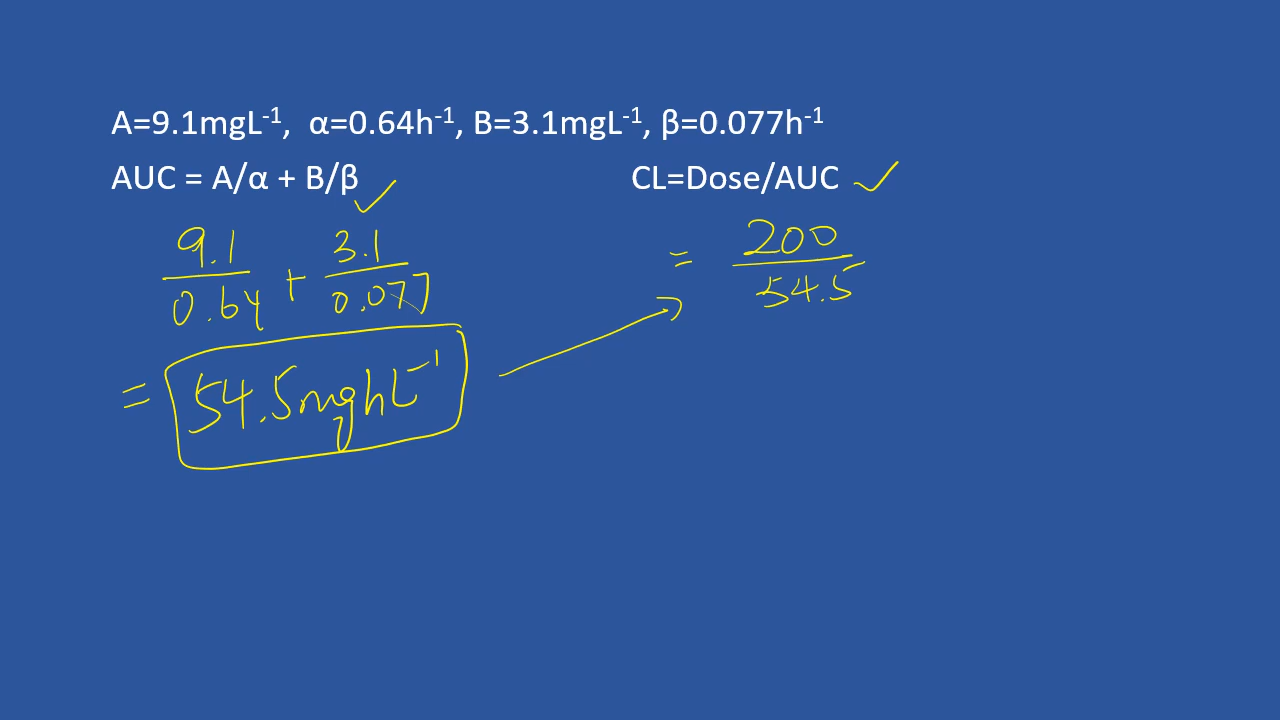 A=9.1mgL⁻¹, α=0.64h⁻¹, B=3.1mgL⁻¹, β=0.077h⁻¹
AUC = A/α + B/β
CL=Dose/AUC
9.1/0.64 + 3.1/0.077
= 54.5mghL⁻¹
= 200/54.5